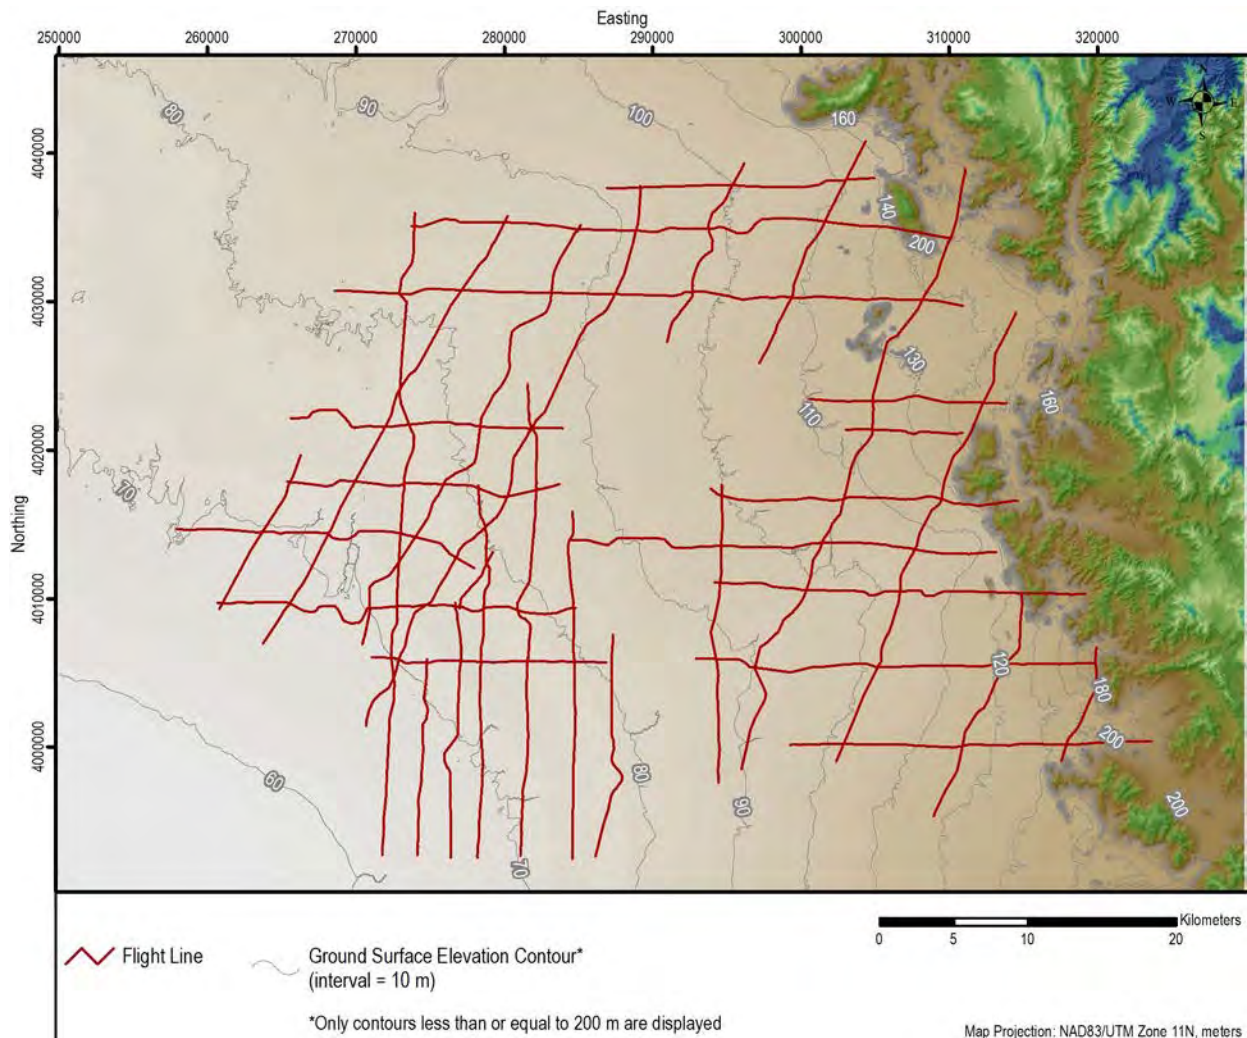 Easting
250000 260000 270000 280000 290000 300000 310000 320000
Northing
4040000
4030000
4020000
4010000
4000000
N
W E
S
80
90
100
160
140
200
130
110
160
70
120
180
200
60
80
90
200
70
Flight Line
Ground Surface Elevation Contour*
(interval = 10 m)
*Only contours less than or equal to 200 m are displayed
Kilometers
0 5 10 20
Map Projection: NAD83/UTM Zone 11N, meters